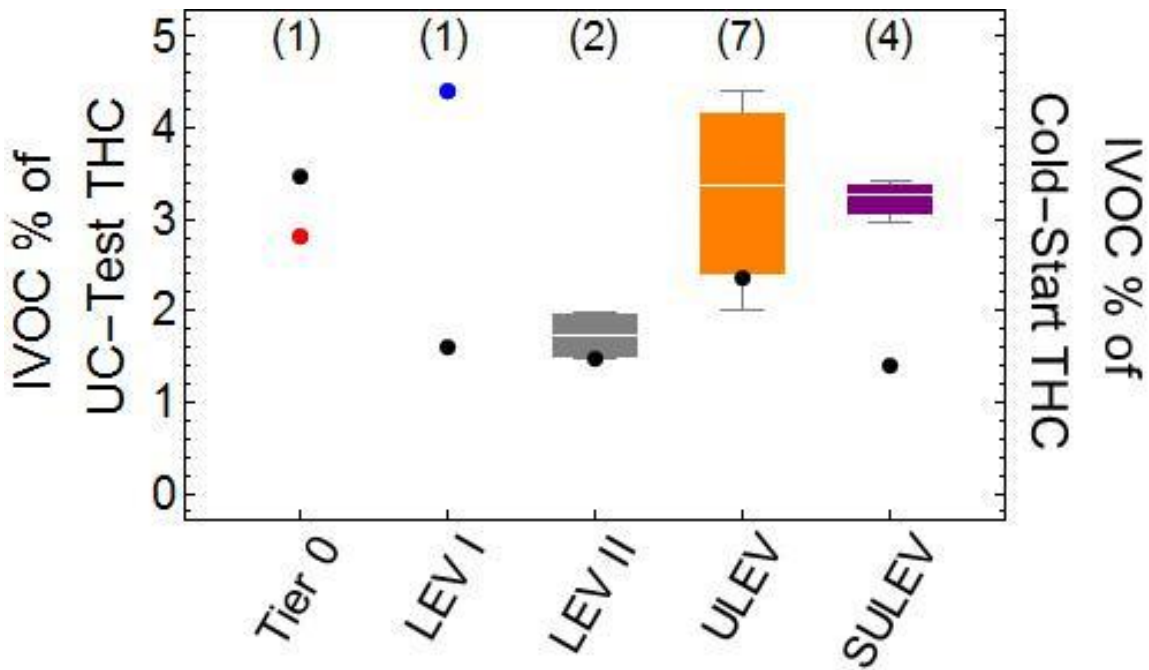 IVOC % of
UC-Test THC
5
4
3
2
1
0
(1) (1) (2) (7) (4)
Tier 0
LEV I
LEV II
ULEV
SULEV
IVOC % of
Cold-Start THC